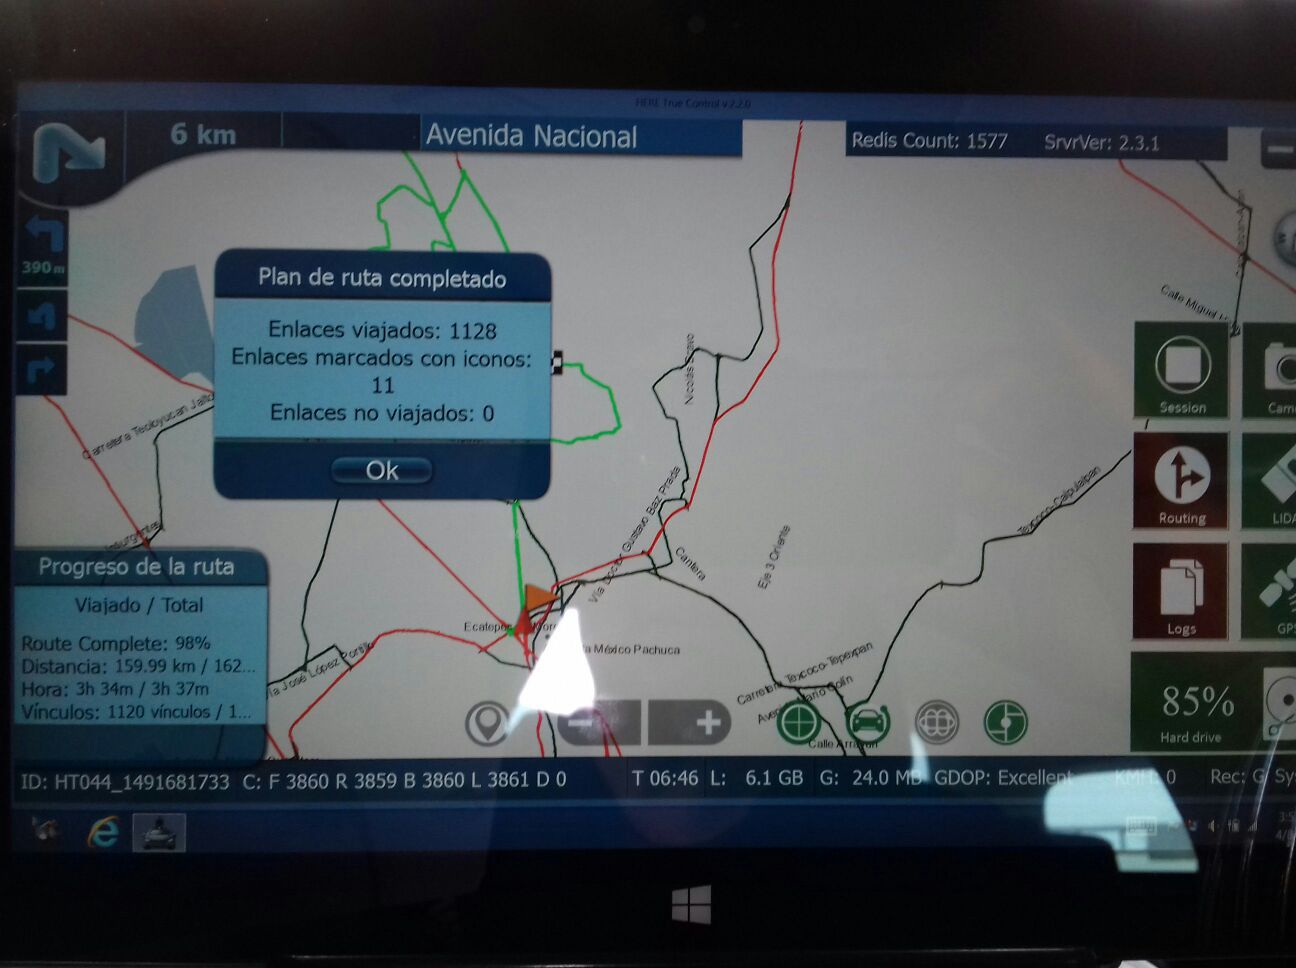 HERE True Control v.2.2.0
6 km
Avenida Nacional
Redis Count: 1577 SrvrVer: 2.3.1
390 m
Plan de ruta completado
Enlaces viajados: 1128
Enlaces marcados con iconos:
11
Enlaces no viajados: 0
Ok
Calle Miguel
Nicolás Bravo
Carretera Teoloyucan
Insurgentes
Vía Doctor Gustavo Baz Prada
Cantera
Eje 3 Oriente
Texcoco-Calpulalpan
Ecatepec
México Pachuca
Vía José López Portillo
Carretera Texcoco-Tepexpan
Session
Routing
Logs
85%
Hard drive
Cam
LIDA
GPS
Progreso de la ruta
Viajado / Total
Route Complete: 98%
Distancia: 159.99 km / 162...
Hora: 3h 34m / 3h 37m
Vínculos: 1120 vínculos / 1...
ID: HT044_1491681733 C: F 3860 R 3859 B 3860 L 3861 D 0 T 06:46 L: 6.1 GB G: 24.0 MB GDOP: Excellent KMH: 0 Rec: G Sy